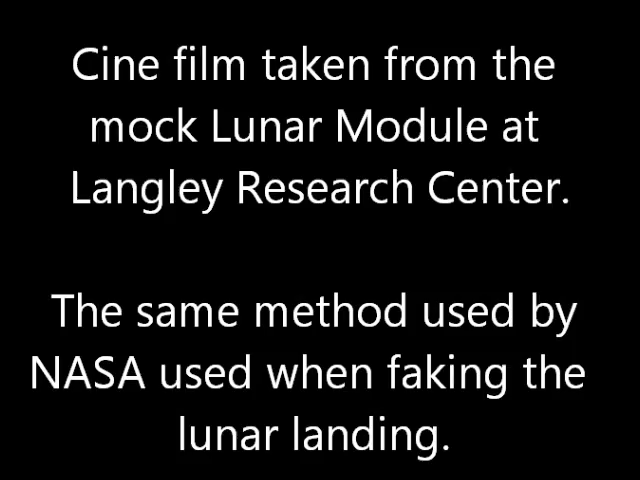 Cine film taken from the
mock Lunar Module at
Langley Research Center.
The same method used by
NASA used when faking the
lunar landing.